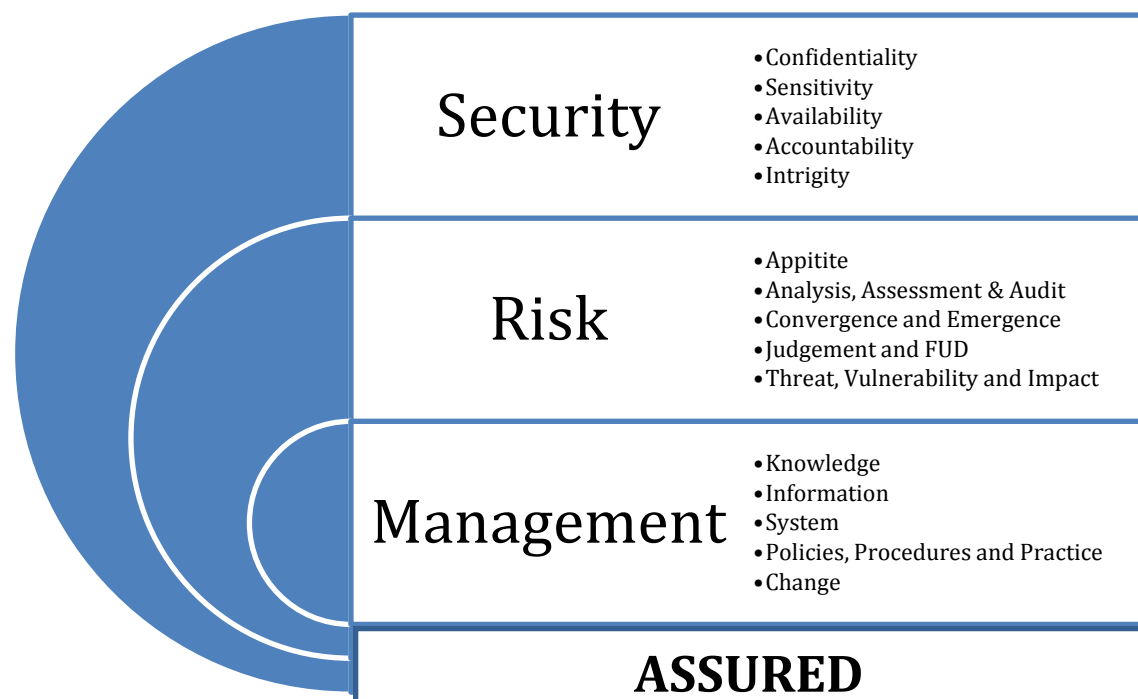 Security
•Confidentiality
•Sensitivity
•Availability
•Accountability
•Intrigity
Risk
•Appitite
•Analysis, Assessment & Audit
•Convergence and Emergence
•Judgement and FUD
•Threat, Vulnerability and Impact
Management
•Knowledge
•Information
•System
•Policies, Procedures and Practice
•Change
ASSURED